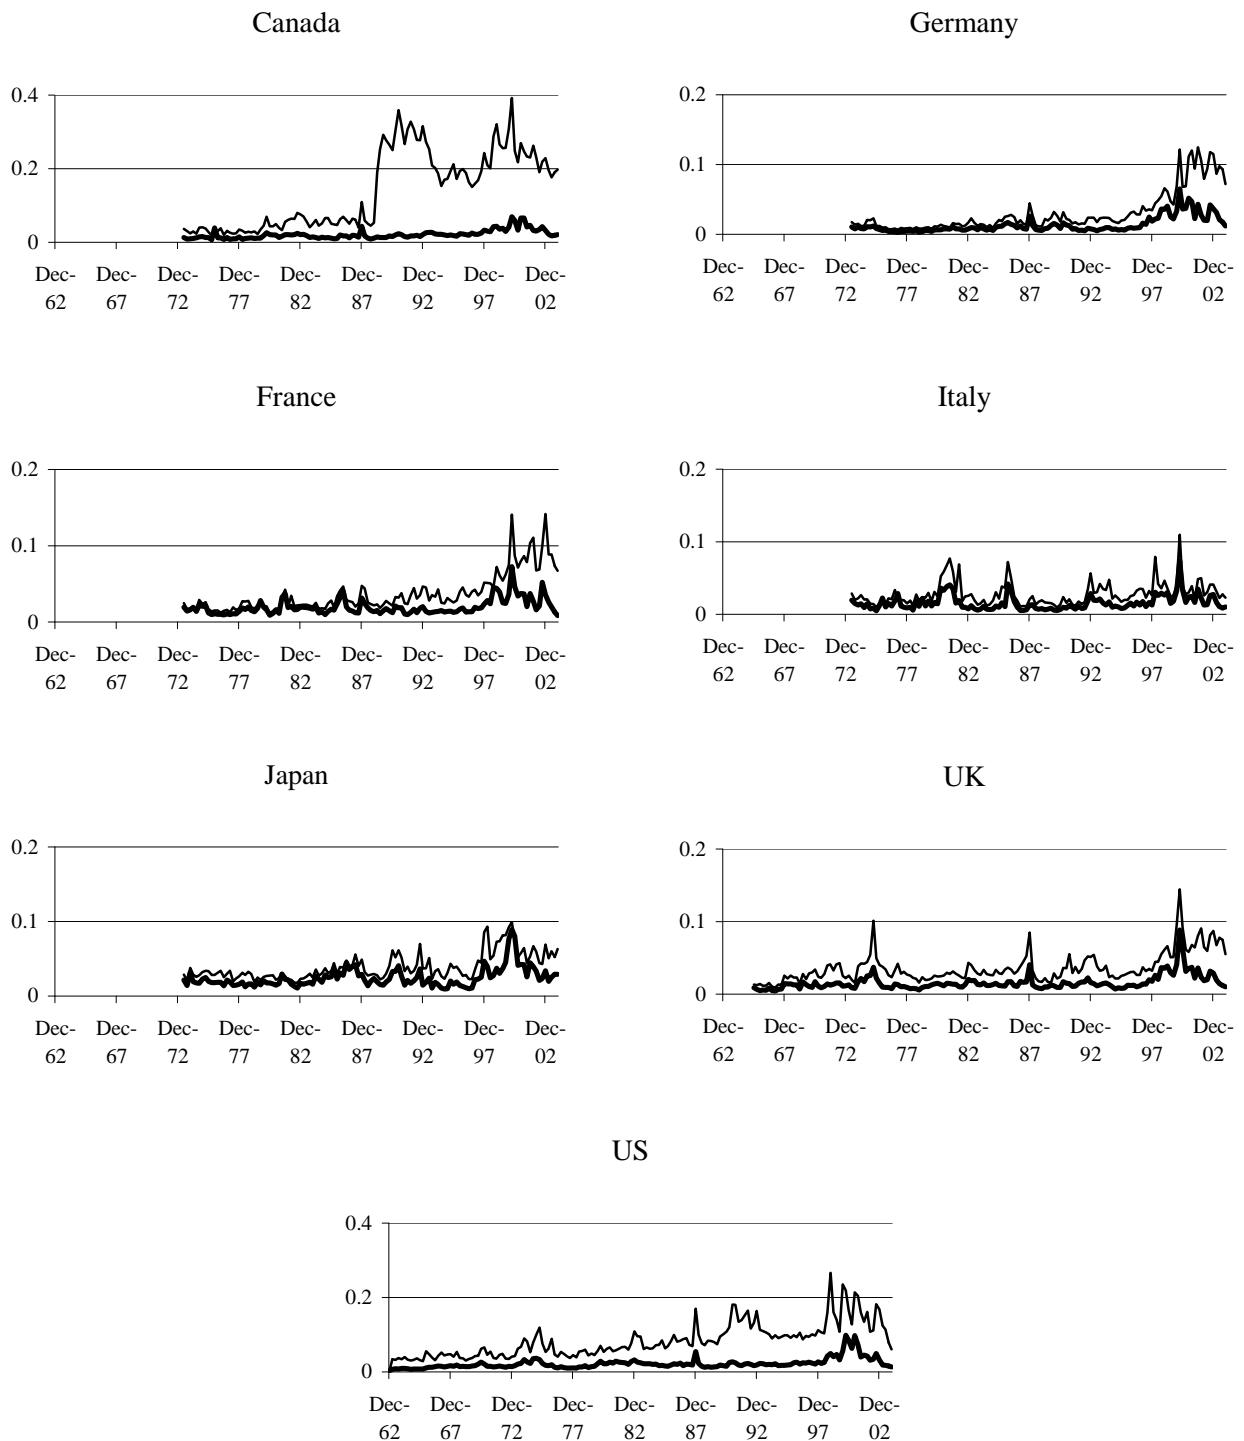 Canada
0.4
0.2
0
Dec- Dec- Dec- Dec- Dec- Dec- Dec- Dec- Dec-
62 67 72 77 82 87 92 97 02
Germany
0.2
0.1
0
Dec- Dec- Dec- Dec- Dec- Dec- Dec- Dec- Dec-
62 67 72 77 82 87 92 97 02
France
0.2
0.1
0
Dec- Dec- Dec- Dec- Dec- Dec- Dec- Dec- Dec-
62 67 72 77 82 87 92 97 02
Italy
0.2
0.1
0
Dec- Dec- Dec- Dec- Dec- Dec- Dec- Dec- Dec-
62 67 72 77 82 87 92 97 02
Japan
0.2
0.1
0
Dec- Dec- Dec- Dec- Dec- Dec- Dec- Dec- Dec-
62 67 72 77 82 87 92 97 02
UK
0.2
0.1
0
Dec- Dec- Dec- Dec- Dec- Dec- Dec- Dec- Dec-
62 67 72 77 82 87 92 97 02
US
0.4
0.2
0
Dec- Dec- Dec- Dec- Dec- Dec- Dec- Dec- Dec-
62 67 72 77 82 87 92 97 02